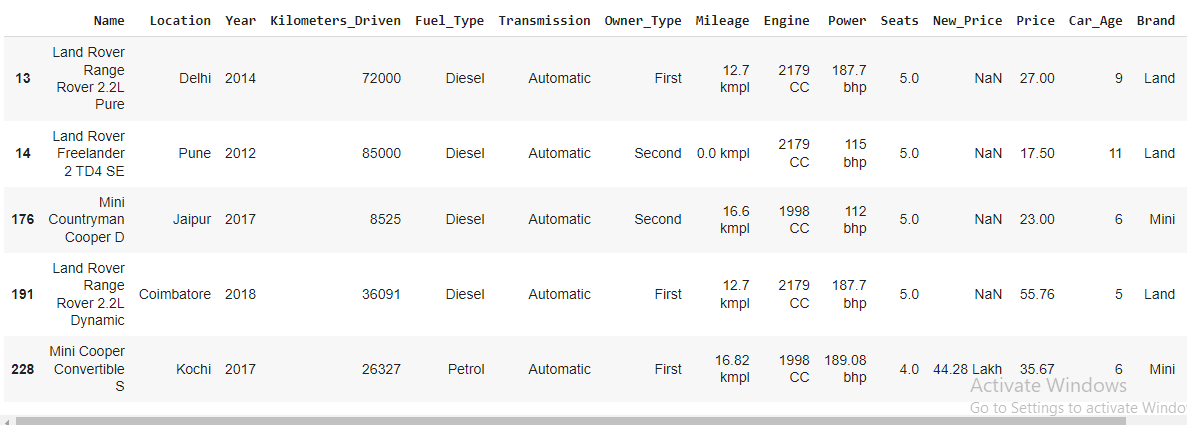 Name Location Year Kilometers_Driven Fuel_Type Transmission Owner_Type Mileage Engine Power Seats New_Price Price Car_Age Brand
13 Land Rover Range Rover 2.2L Pure Delhi 2014 72000 Diesel Automatic First 12.7 kmpl 2179 CC 187.7 bhp 5.0 NaN 27.00 9 Land
14 Land Rover Freelander 2 TD4 SE Pune 2012 85000 Diesel Automatic Second 0.0 kmpl 2179 CC 115 bhp 5.0 NaN 17.50 11 Land
176 Mini Countryman Cooper D Jaipur 2017 8525 Diesel Automatic Second 16.6 kmpl 1998 CC 112 bhp 5.0 NaN 23.00 6 Mini
191 Land Rover Range Rover 2.2L Dynamic Coimbatore 2018 36091 Diesel Automatic First 12.7 kmpl 2179 CC 187.7 bhp 5.0 NaN 55.76 5 Land
228 Mini Cooper Convertible S Kochi 2017 26327 Petrol Automatic First 16.82 kmpl 1998 CC 189.08 bhp 4.0 44.28 Lakh 35.67 6 Mini
Activate Windows
Go to Settings to activate Windo